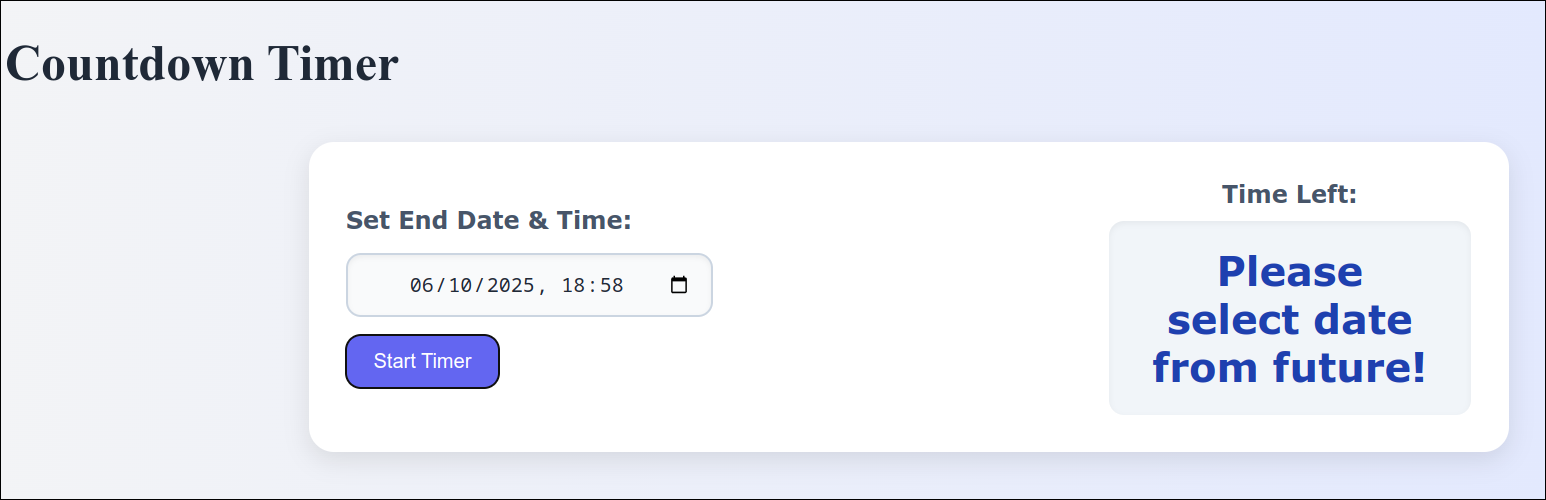 Countdown Timer
Set End Date & Time:
06/10/2025, 18:58
Start Timer
Time Left:
Please
select date
from future!